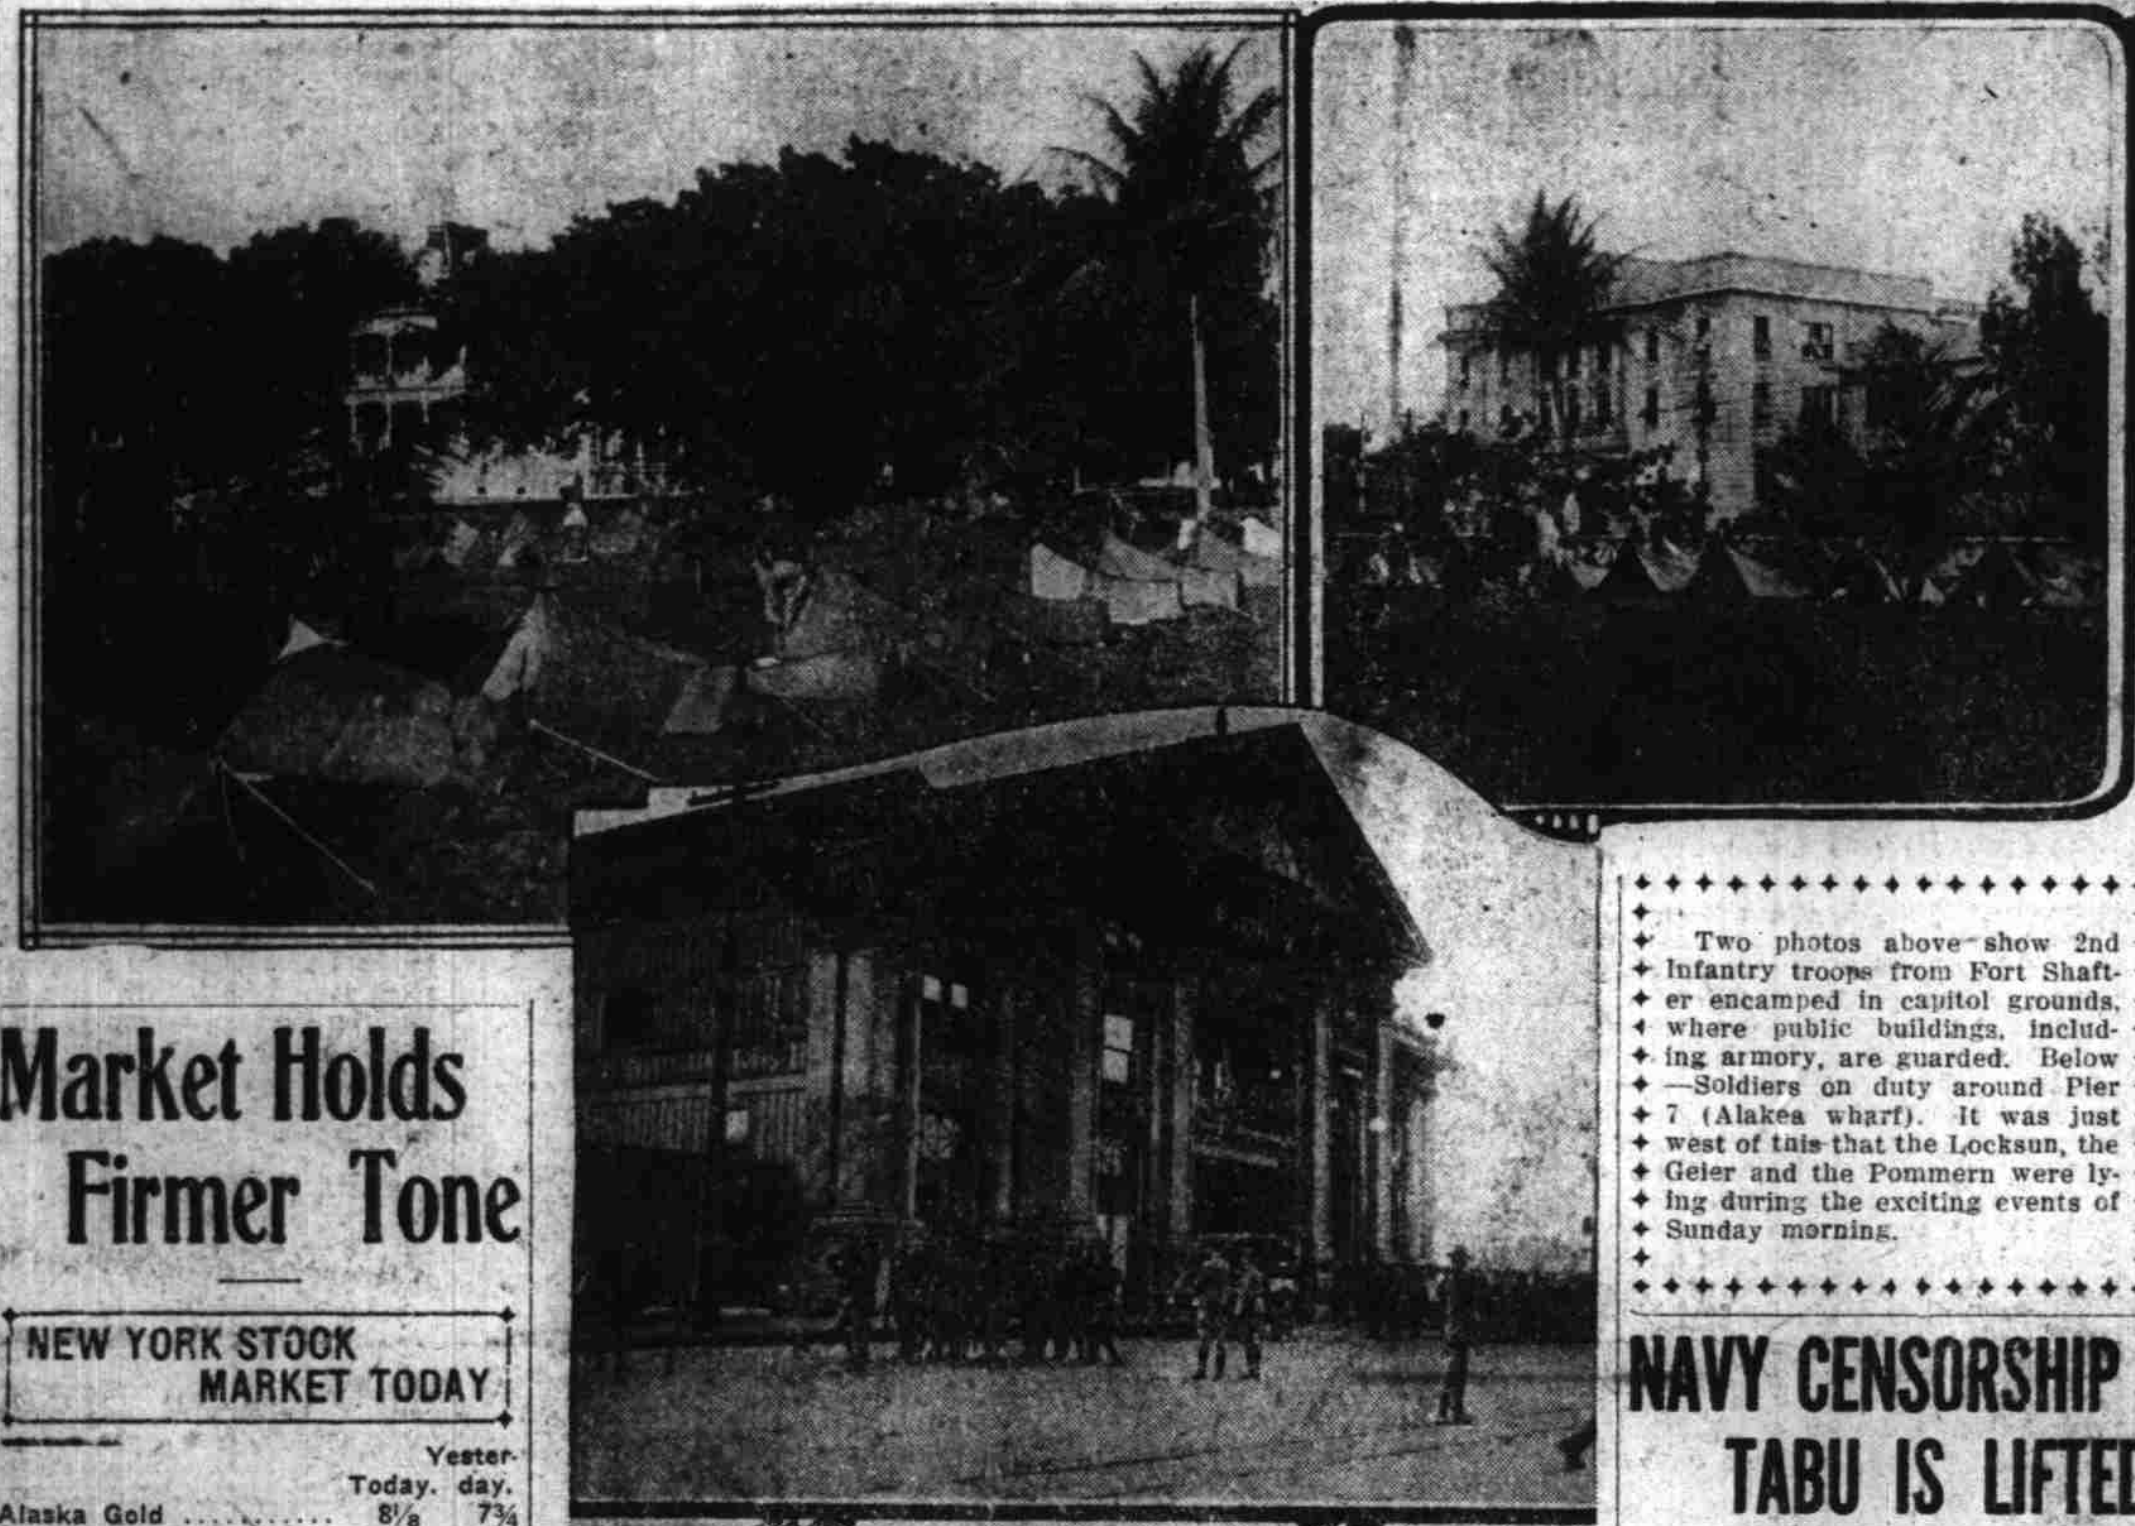 Two photos above show 2nd
Infantry troops from Fort Shaft-
er encamped in capitol grounds,
where public buildings, includ-
ing armory, are guarded. Below
—Soldiers on duty around Pier
7 (Alakea wharf). It was just
west of this that the Locksun, the
Geier and the Pommern were ly-
ing during the exciting events of
Sunday morning.
Market Holds
Firmer Tone
NEW YORK STOCK
MARKET TODAY
Yester-
Today. day.
Alaska Gold ........... 8⅛ 7¾
NAVY CENSORSHIP
TABU IS LIFTED